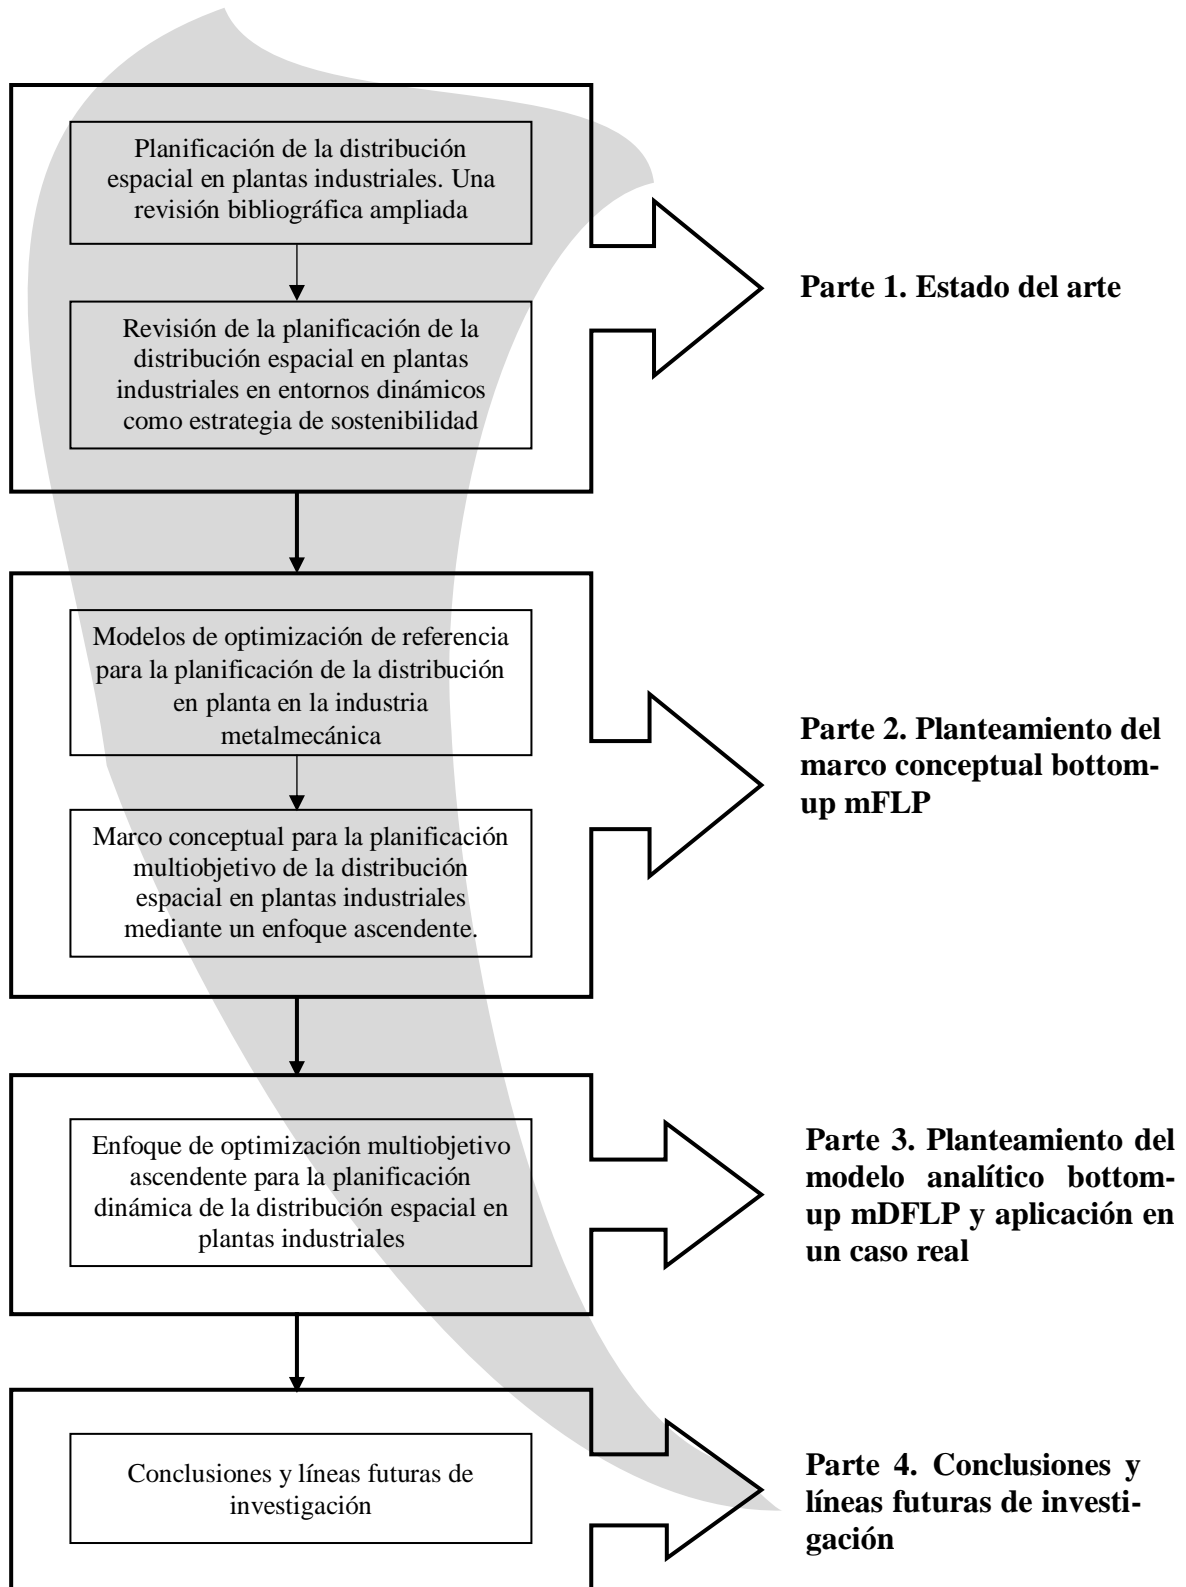 Planificación de la distribución
espacial en plantas industriales. Una
revisión bibliográfica ampliada
Revisión de la planificación de la
distribución espacial en plantas
industriales en entornos dinámicos
como estrategia de sostenibilidad
Parte 1. Estado del arte
Modelos de optimización de referencia
para la planificación de la distribución
en planta en la industria
metalmecánica
Marco conceptual para la planificación
multiobjetivo de la distribución
espacial en plantas industriales
mediante un enfoque ascendente.
Parte 2. Planteamiento del
marco conceptual bottom-
up mFLP
Enfoque de optimización multiobjetivo
ascendente para la planificación
dinámica de la distribución espacial en
plantas industriales
Parte 3. Planteamiento del
modelo analítico bottom-
up mDFLP y aplicación en
un caso real
Conclusiones y líneas futuras de
investigación
Parte 4. Conclusiones y
líneas futuras de investi-
gación